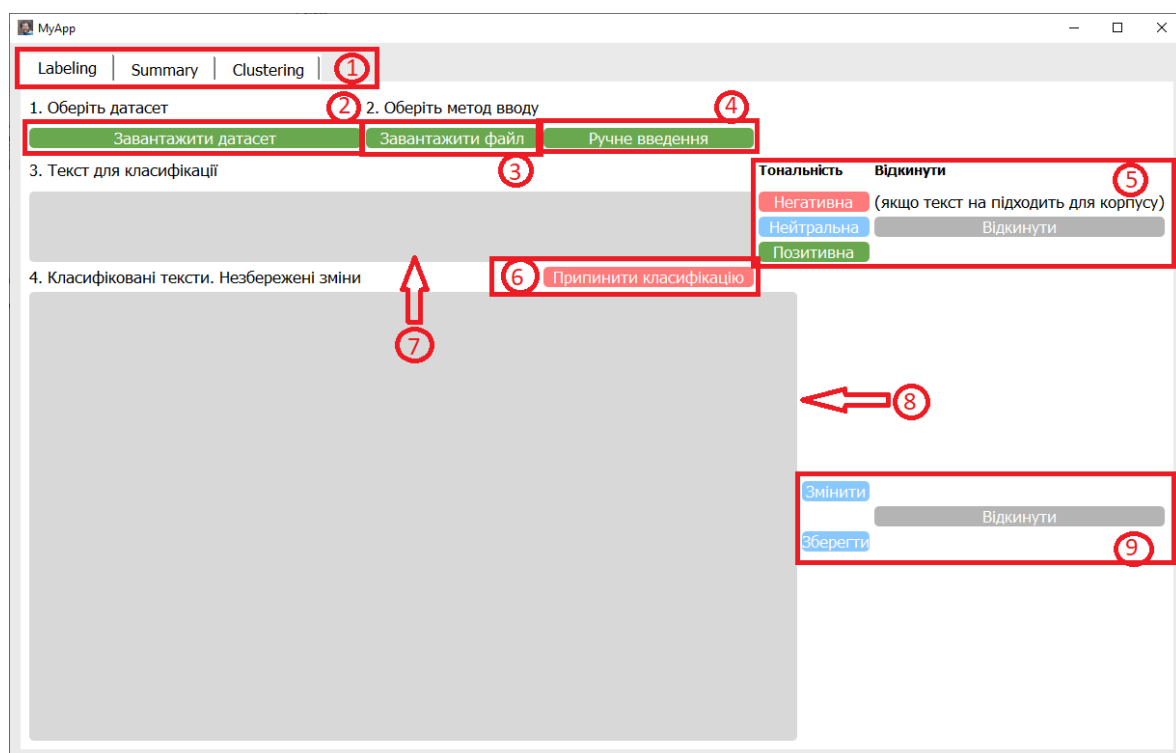 MyApp
Labeling Summary Clustering 1
1. Оберіть датасет 2 2. Оберіть метод вводу 4
Завантажити датасет Завантажити файл Ручне введення
3. Текст для класифікації 3 Тональність Відкинути 5
Негативна (якщо текст на підходить для корпусу)
Нейтральна Відкинути
Позитивна
4. Класифіковані тексти. Незбережені зміни 6 Припинити класифікацію
7
8
Змінити
Відкинути
Зберегти 9